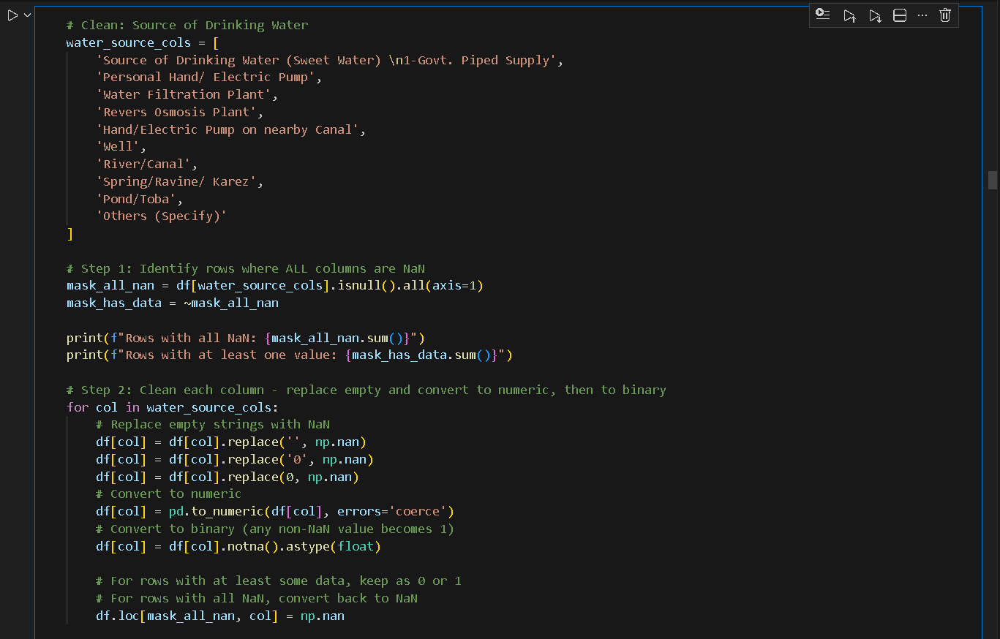 # Clean: Source of Drinking Water
water_source_cols = [
    'Source of Drinking Water (Sweet Water) \n1-Govt. Piped Supply',
    'Personal Hand/ Electric Pump',
    'Water Filtration Plant',
    'Revers Osmosis Plant',
    'Hand/Electric Pump on nearby Canal',
    'Well',
    'River/Canal',
    'Spring/Ravine/ Karez',
    'Pond/Toba',
    'Others (Specify)'
]

# Step 1: Identify rows where ALL columns are NaN
mask_all_nan = df[water_source_cols].isnull().all(axis=1)
mask_has_data = ~mask_all_nan

print(f"Rows with all NaN: {mask_all_nan.sum()}")
print(f"Rows with at least one value: {mask_has_data.sum()}")

# Step 2: Clean each column - replace empty and convert to numeric, then to binary
for col in water_source_cols:
    # Replace empty strings with NaN
    df[col] = df[col].replace('', np.nan)
    df[col] = df[col].replace('0', np.nan)
    df[col] = df[col].replace(0, np.nan)
    # Convert to numeric
    df[col] = pd.to_numeric(df[col], errors='coerce')
    # Convert to binary (any non-NaN value becomes 1)
    df[col] = df[col].notna().astype(float)

    # For rows with at least some data, keep as 0 or 1
    # For rows with all NaN, convert back to NaN
    df.loc[mask_all_nan, col] = np.nan